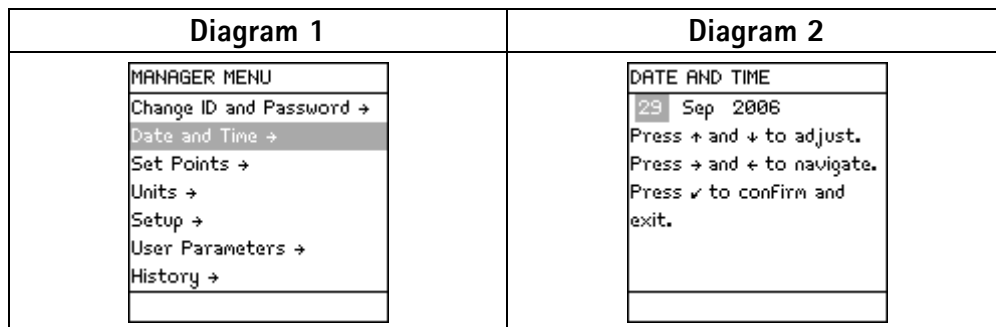 Diagram 1
Diagram 2
MANAGER MENU
Change ID and Password →
Date and Time →
Set Points →
Units →
Setup →
User Parameters →
History →
DATE AND TIME
29 Sep 2006
Press ↑ and ↓ to adjust.
Press → and ← to navigate.
Press ✓ to confirm and
exit.